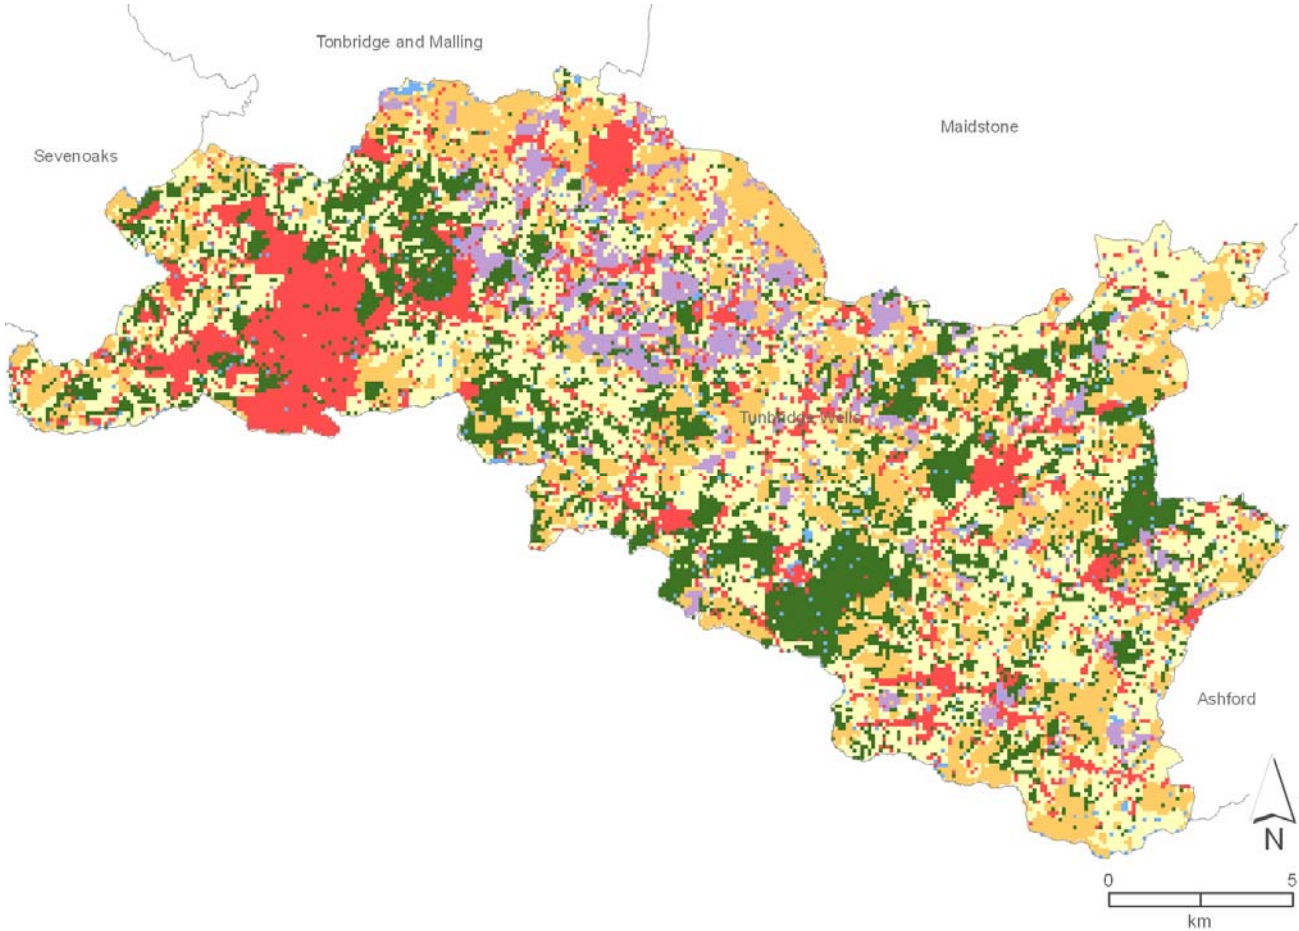 Tonbridge and Malling
Maidstone
Sevenoaks
Tunbridge Wells
Ashford
N
0 5
km